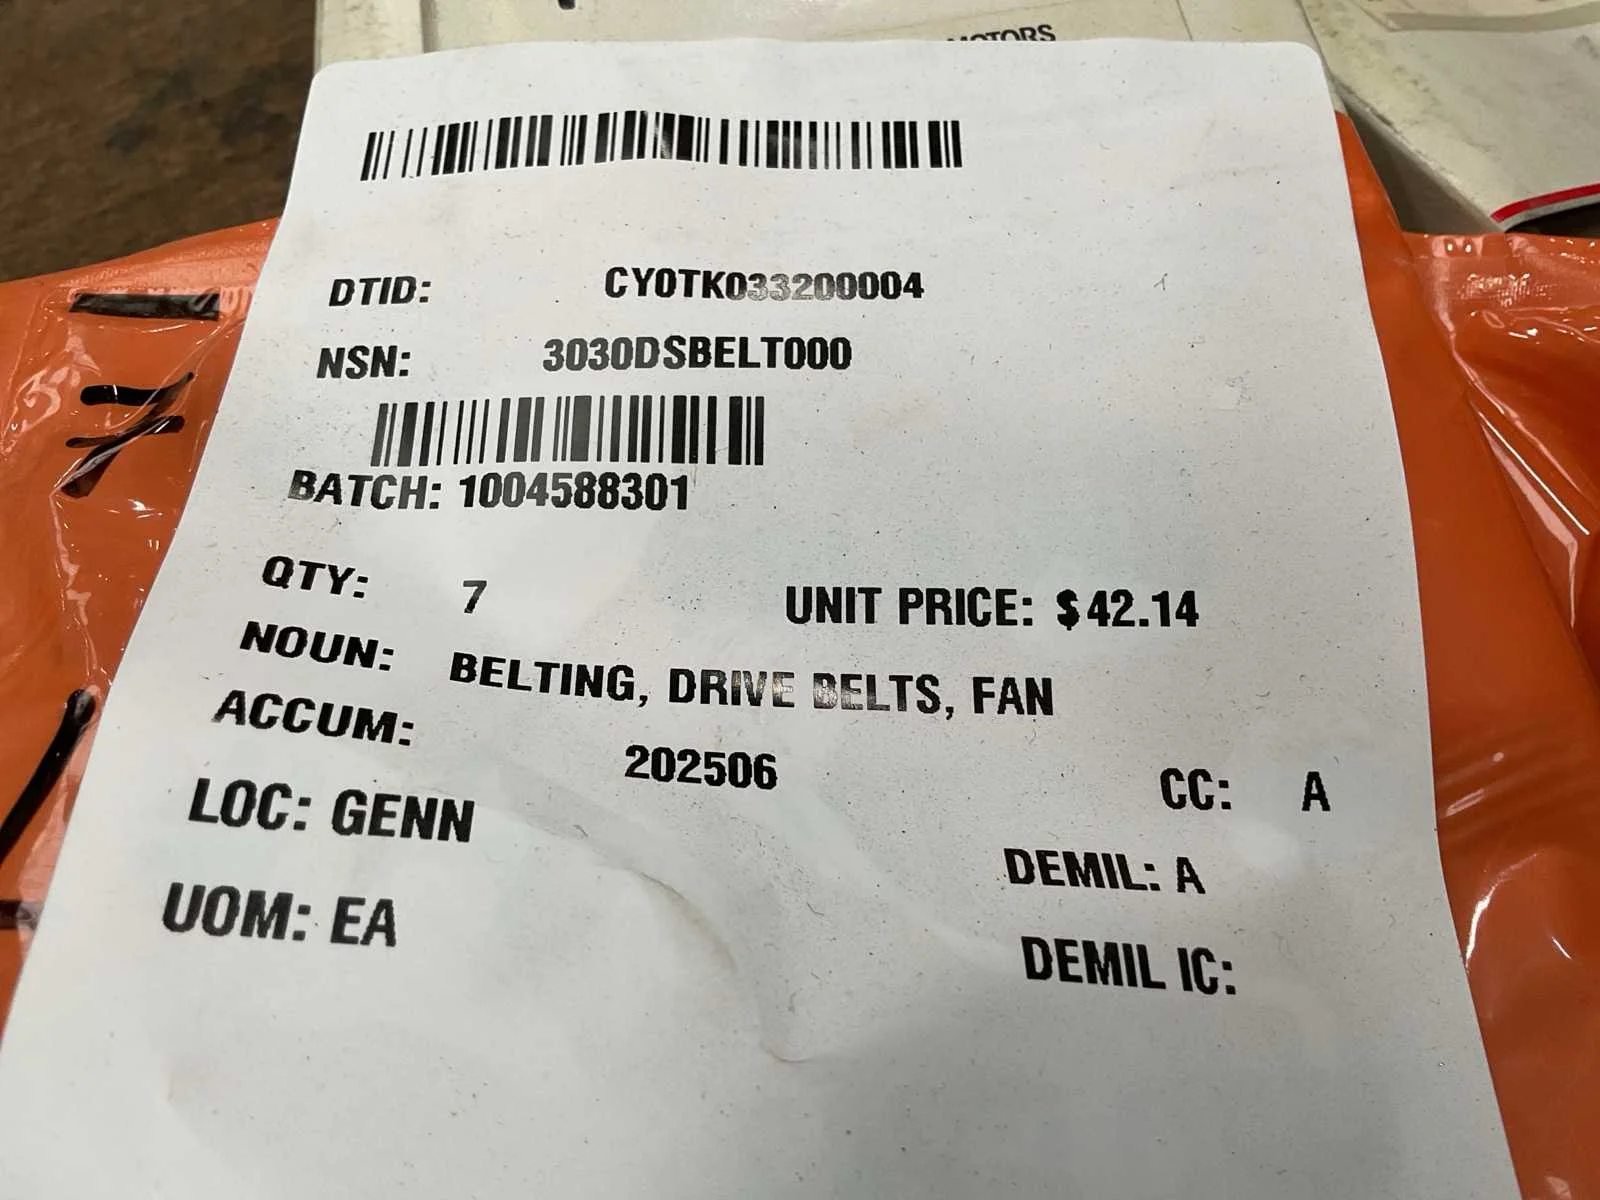 MOTORS
DTID: CY0TK033200004
NSN: 3030DSBELT000
BATCH: 1004588301
QTY: 7 UNIT PRICE: $42.14
NOUN: BELTING, DRIVE BELTS, FAN
ACCUM: 202506
CC: A
LOC: GENN
DEMIL: A
UOM: EA
DEMIL IC: